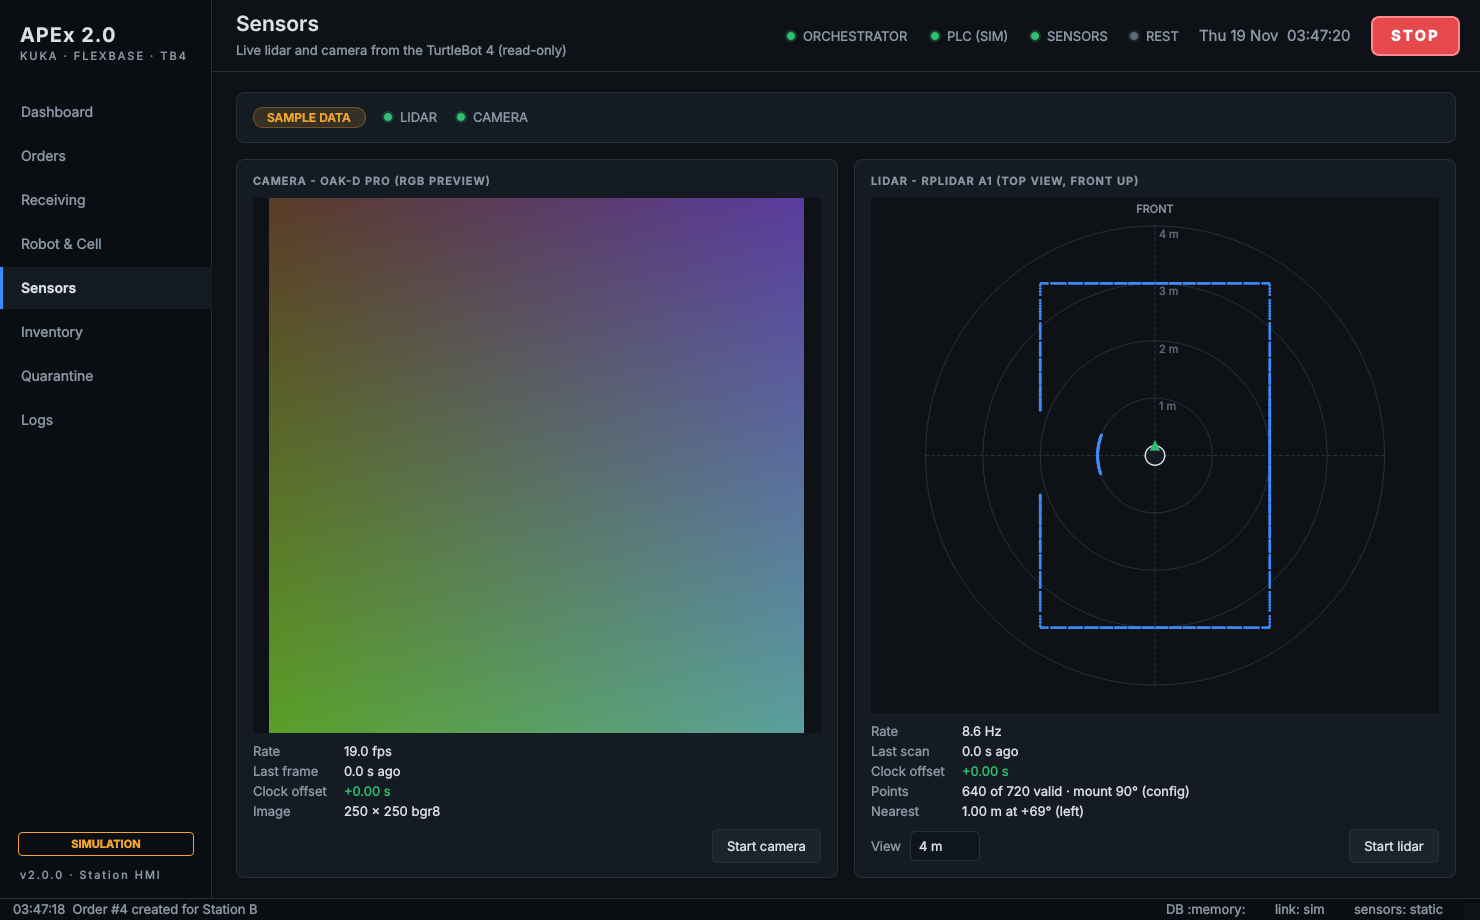 APEx 2.0
KUKA · FLEXBASE · TB4
Dashboard
Orders
Receiving
Robot & Cell
Sensors
Inventory
Quarantine
Logs
SIMULATION
v2.0.0 · Station HMI
Sensors
Live lidar and camera from the TurtleBot 4 (read-only)
ORCHESTRATOR
PLC (SIM)
SENSORS
REST
Thu 19 Nov 03:47:20
STOP
SAMPLE DATA
LIDAR
CAMERA
CAMERA - OAK-D PRO (RGB PREVIEW)
Rate 19.0 fps
Last frame 0.0 s ago
Clock offset +0.00 s
Image 250 × 250 bgr8
Start camera
LIDAR - RPLIDAR A1 (TOP VIEW, FRONT UP)
FRONT
4 m
3 m
2 m
1 m
Rate 8.6 Hz
Last scan 0.0 s ago
Clock offset +0.00 s
Points 640 of 720 valid · mount 90° (config)
Nearest 1.00 m at +69° (left)
View 4 m
Start lidar
03:47:18 Order #4 created for Station B
DB :memory: link: sim sensors: static